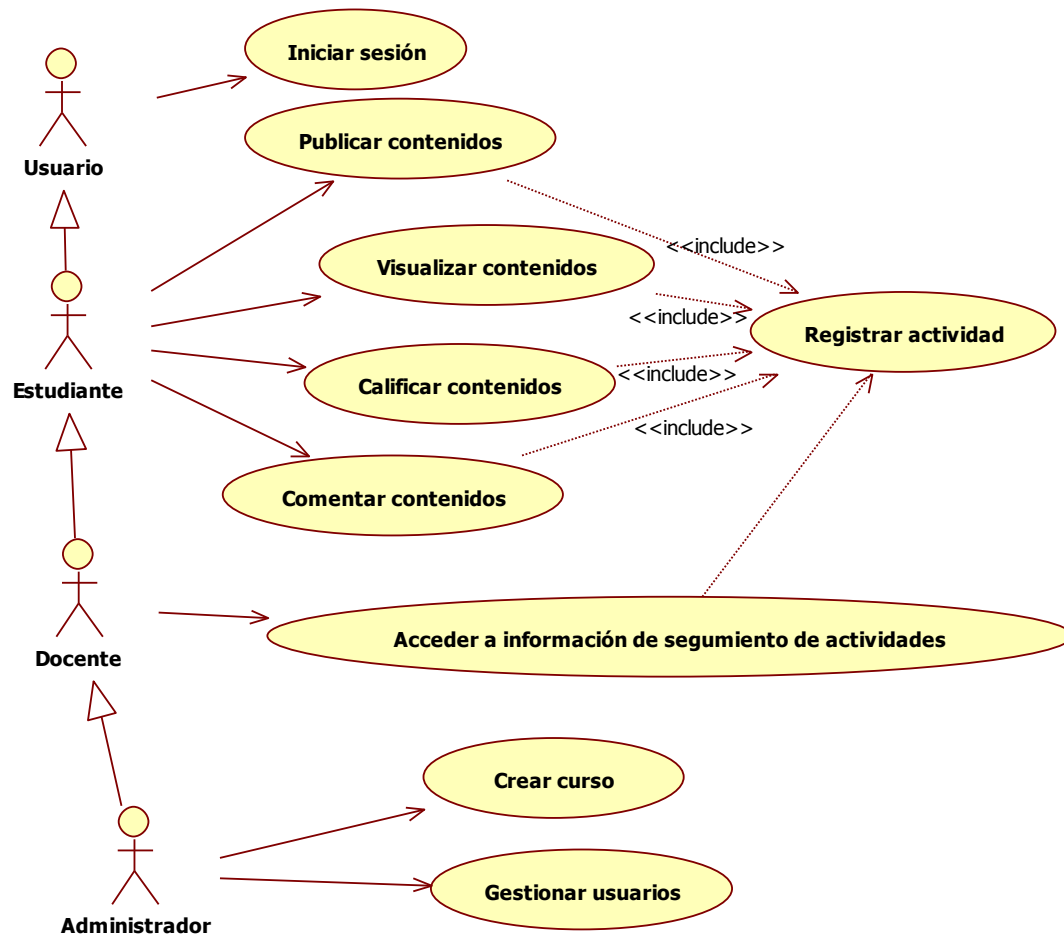 Iniciar sesión
Usuario
Publicar contenidos
<<include>>
Visualizar contenidos
<<include>>
Registrar actividad
Estudiante
Calificar contenidos
<<include>>
<<include>>
Comentar contenidos
Docente
Acceder a información de segumiento de actividades
Crear curso
Gestionar usuarios
Administrador